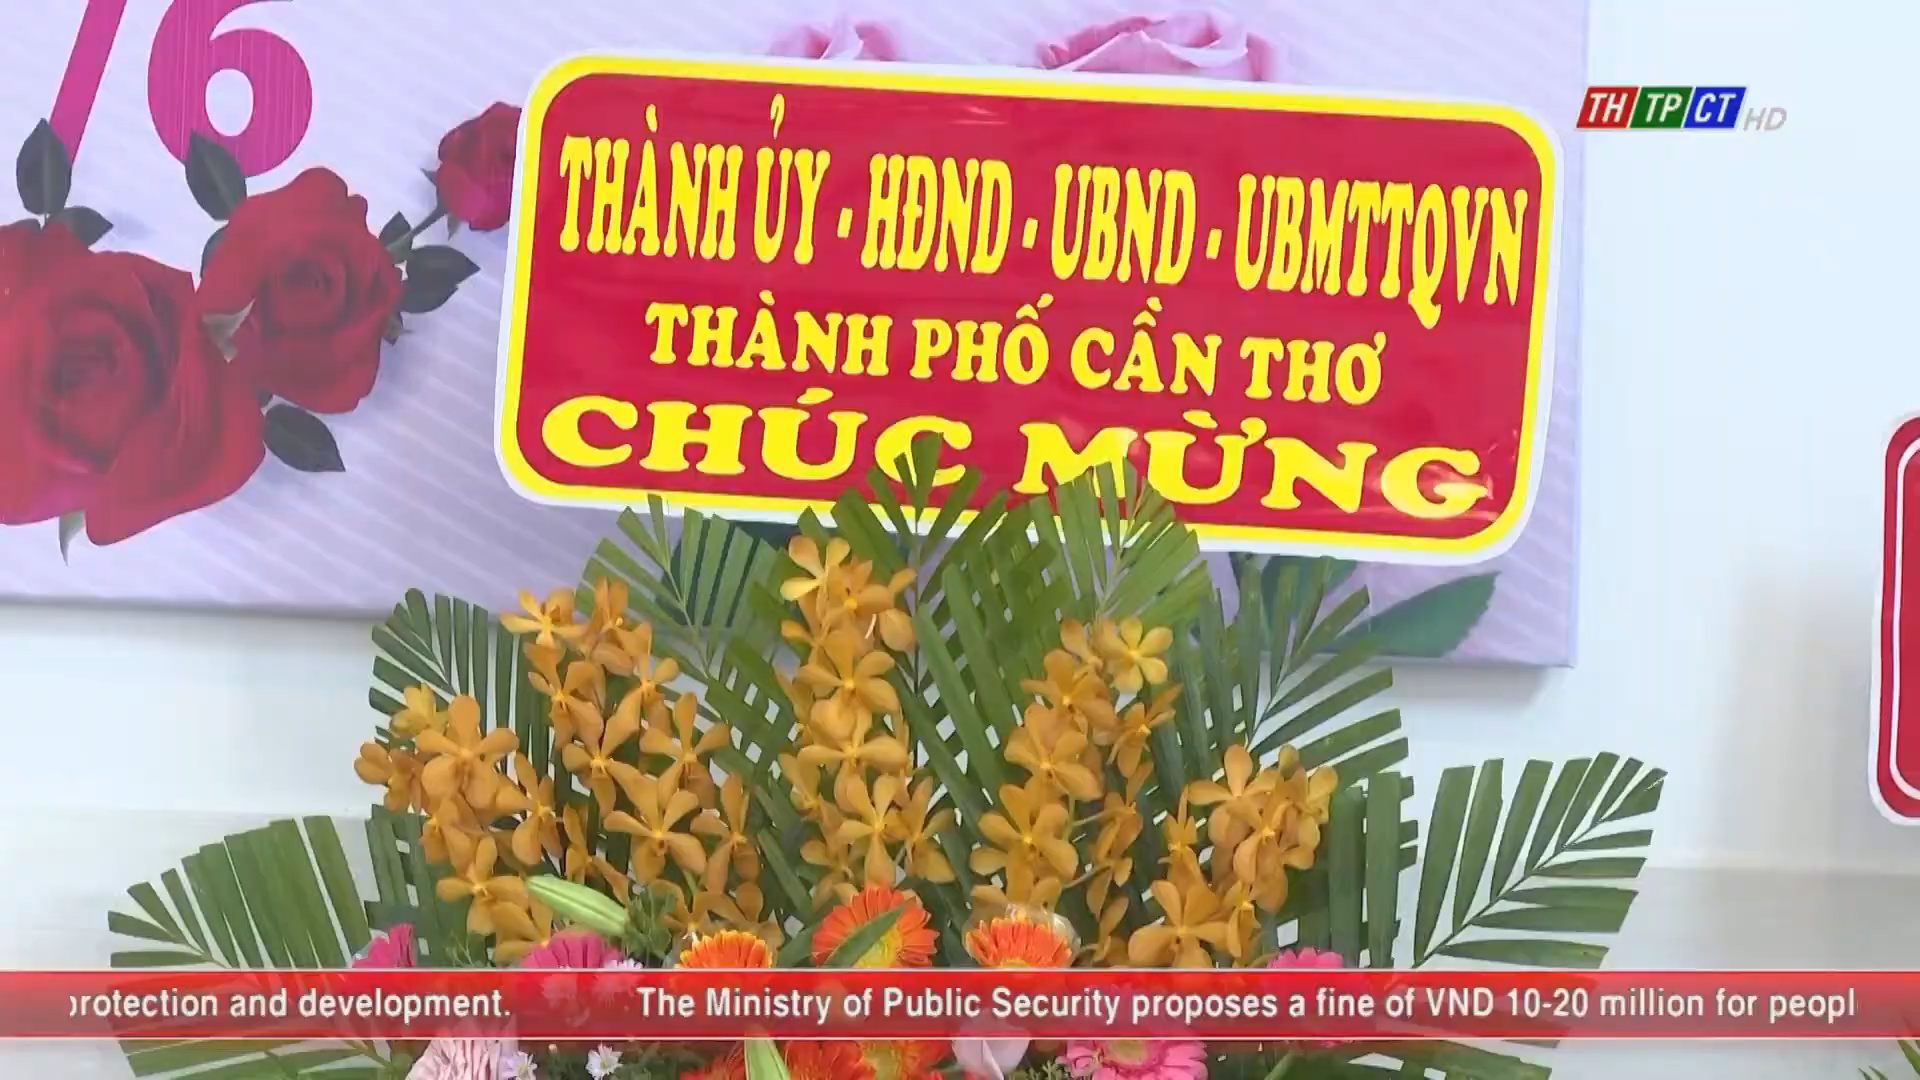 /6
THTPCT HD
THÀNH ỦY - HĐND - UBND - UBMTTQVN
THÀNH PHỐ CẦN THƠ
CHÚC MỪNG
protection and development. The Ministry of Public Security proposes a fine of VND 10-20 million for peopl